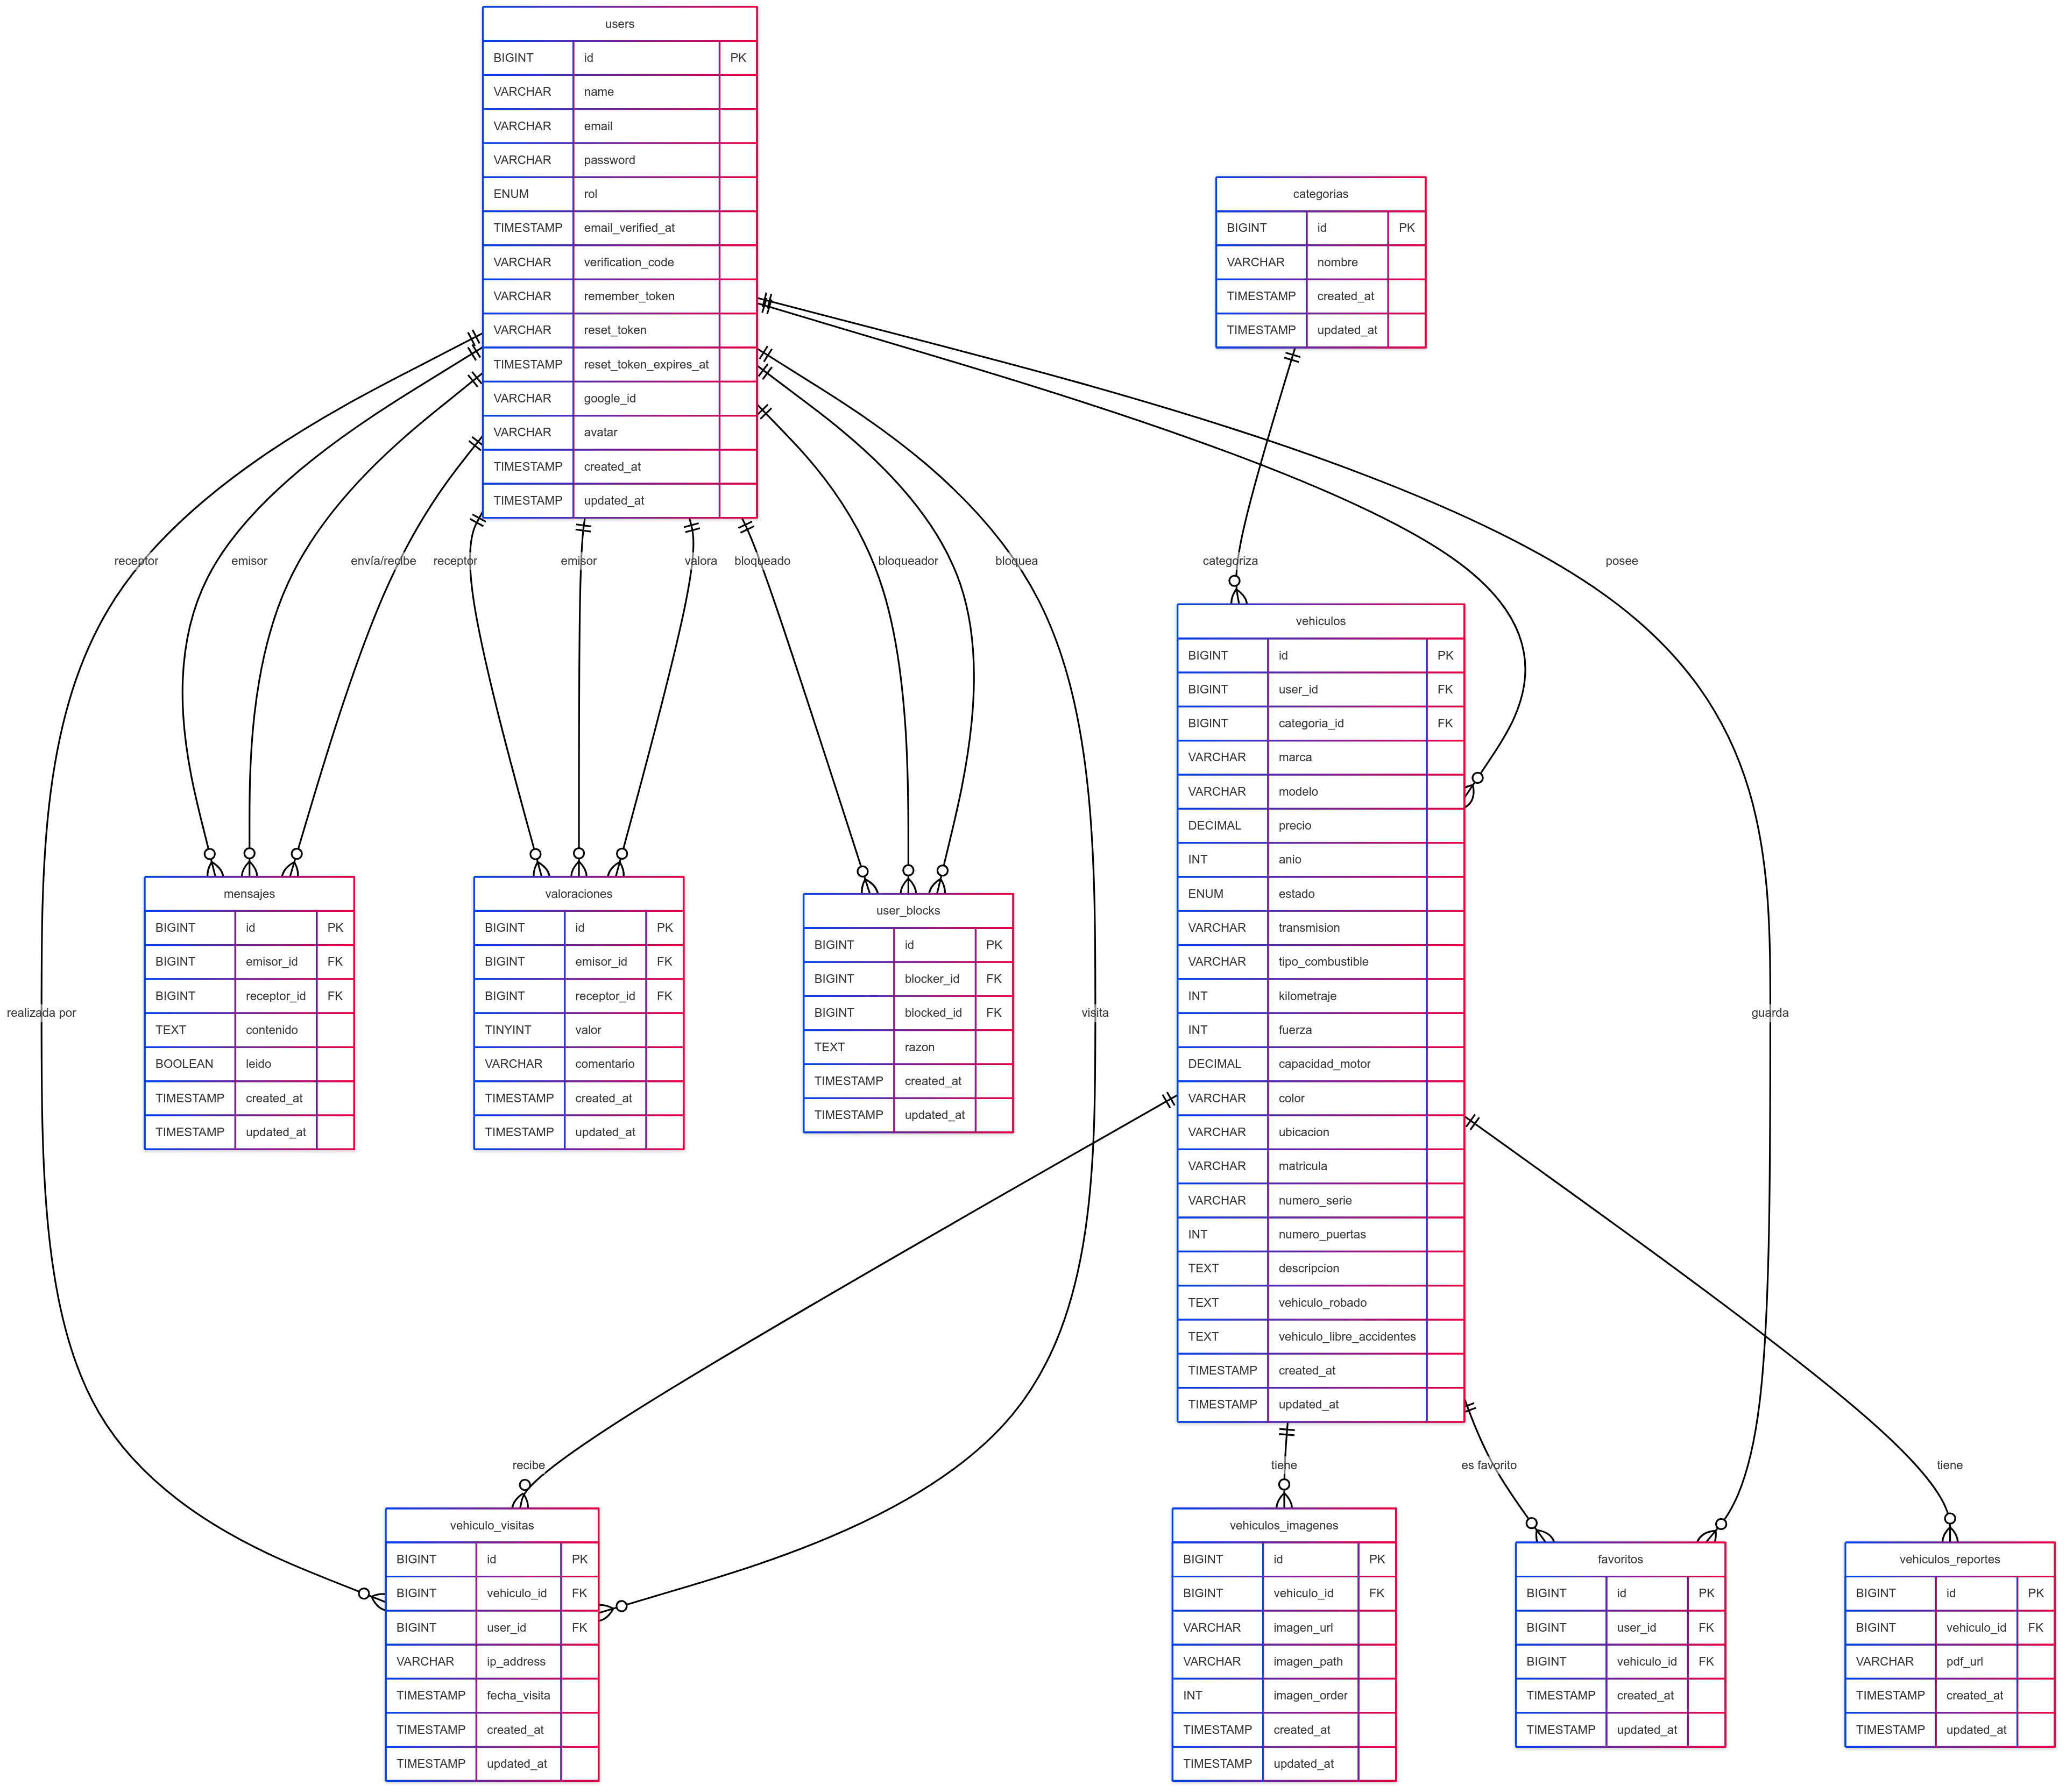 users
BIGINT id PK
VARCHAR name
VARCHAR email
VARCHAR password
ENUM rol
TIMESTAMP email_verified_at
VARCHAR verification_code
VARCHAR remember_token
VARCHAR reset_token
TIMESTAMP reset_token_expires_at
VARCHAR google_id
VARCHAR avatar
TIMESTAMP created_at
TIMESTAMP updated_at
categorias
BIGINT id PK
VARCHAR nombre
TIMESTAMP created_at
TIMESTAMP updated_at
receptor
emisor
envía/recibe
receptor
emisor
valora
bloqueado
bloqueador
bloquea
categoriza
posee
vehiculos
BIGINT id PK
BIGINT user_id FK
BIGINT categoria_id FK
VARCHAR marca
VARCHAR modelo
DECIMAL precio
INT anio
ENUM estado
VARCHAR transmision
VARCHAR tipo_combustible
INT kilometraje
INT fuerza
DECIMAL capacidad_motor
VARCHAR color
VARCHAR ubicacion
VARCHAR matricula
VARCHAR numero_serie
INT numero_puertas
TEXT descripcion
TEXT vehiculo_robado
TEXT vehiculo_libre_accidentes
TIMESTAMP created_at
TIMESTAMP updated_at
mensajes
BIGINT id PK
BIGINT emisor_id FK
BIGINT receptor_id FK
TEXT contenido
BOOLEAN leido
TIMESTAMP created_at
TIMESTAMP updated_at
valoraciones
BIGINT id PK
BIGINT emisor_id FK
BIGINT receptor_id FK
TINYINT valor
VARCHAR comentario
TIMESTAMP created_at
TIMESTAMP updated_at
user_blocks
BIGINT id PK
BIGINT blocker_id FK
BIGINT blocked_id FK
TEXT razon
TIMESTAMP created_at
TIMESTAMP updated_at
realizada por
visita
guarda
recibe
tiene
es favorito
tiene
vehiculo_visitas
BIGINT id PK
BIGINT vehiculo_id FK
BIGINT user_id FK
VARCHAR ip_address
TIMESTAMP fecha_visita
TIMESTAMP created_at
TIMESTAMP updated_at
vehiculos_imagenes
BIGINT id PK
BIGINT vehiculo_id FK
VARCHAR imagen_url
VARCHAR imagen_path
INT imagen_order
TIMESTAMP created_at
TIMESTAMP updated_at
favoritos
BIGINT id PK
BIGINT user_id FK
BIGINT vehiculo_id FK
TIMESTAMP created_at
TIMESTAMP updated_at
vehiculos_reportes
BIGINT id PK
BIGINT vehiculo_id FK
VARCHAR pdf_url
TIMESTAMP created_at
TIMESTAMP updated_at